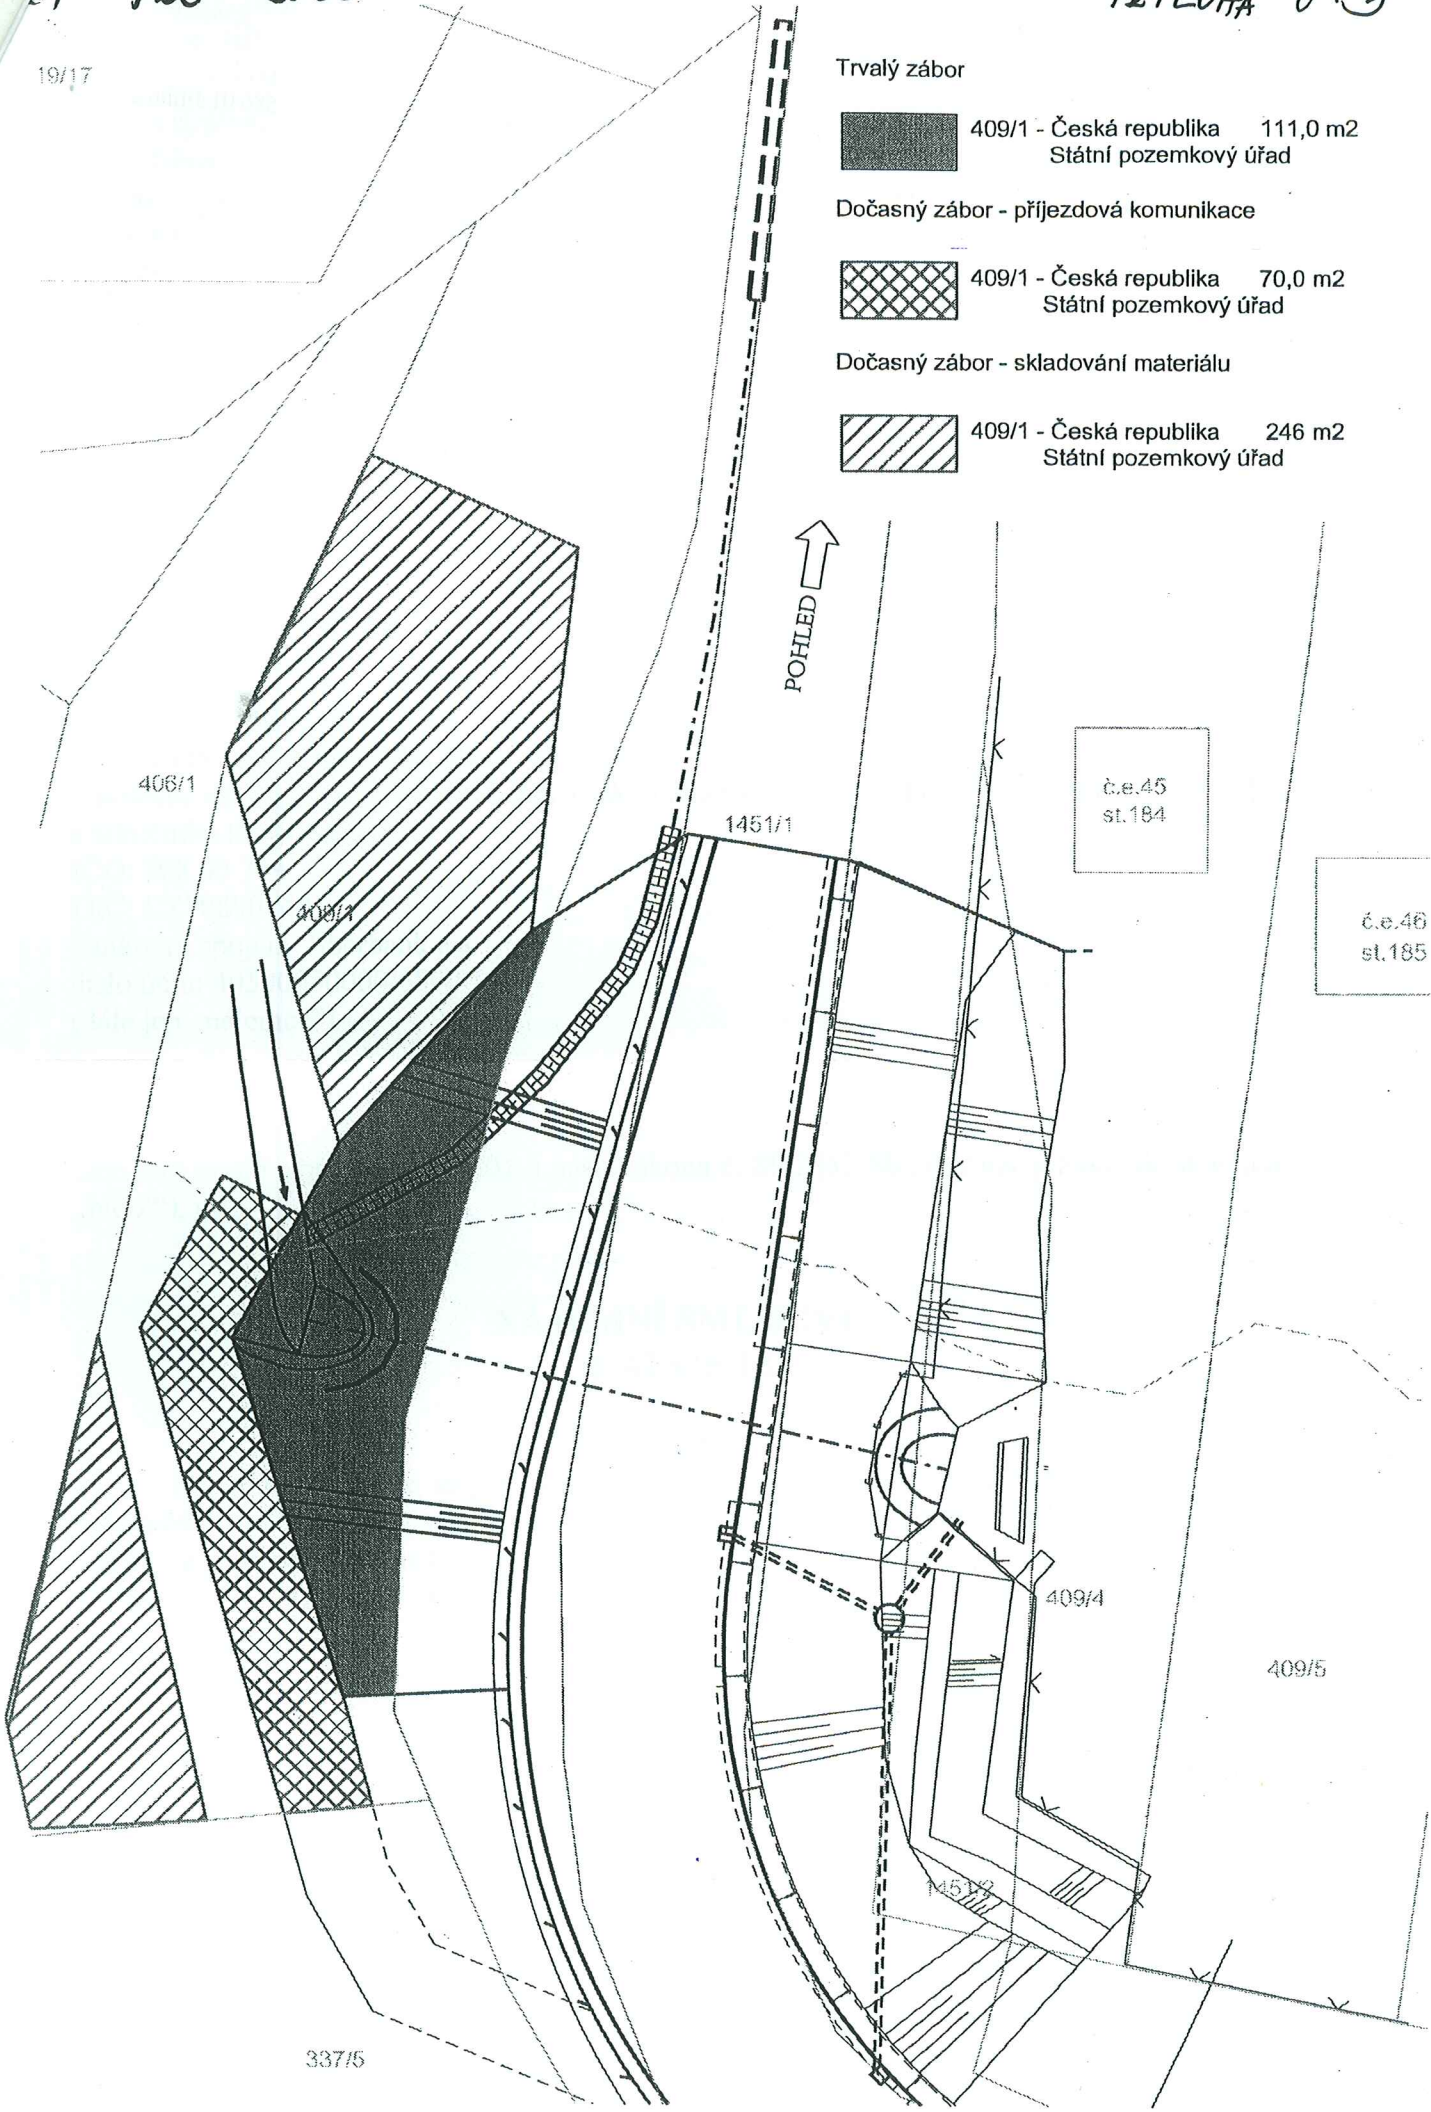 PŘÍLOHA
19/17
Trvalý zábor
409/1 - Česká republika 111,0 m2
Státní pozemkový úřad
Dočasný zábor - příjezdová komunikace
409/1 - Česká republika 70,0 m2
Státní pozemkový úřad
Dočasný zábor - skladování materiálu
409/1 - Česká republika 246 m2
Státní pozemkový úřad
POHLED
406/1
č.e.45
st.184
1451/1
409/1
č.e.46
st.185
409/4
409/5
1451/2
337/5